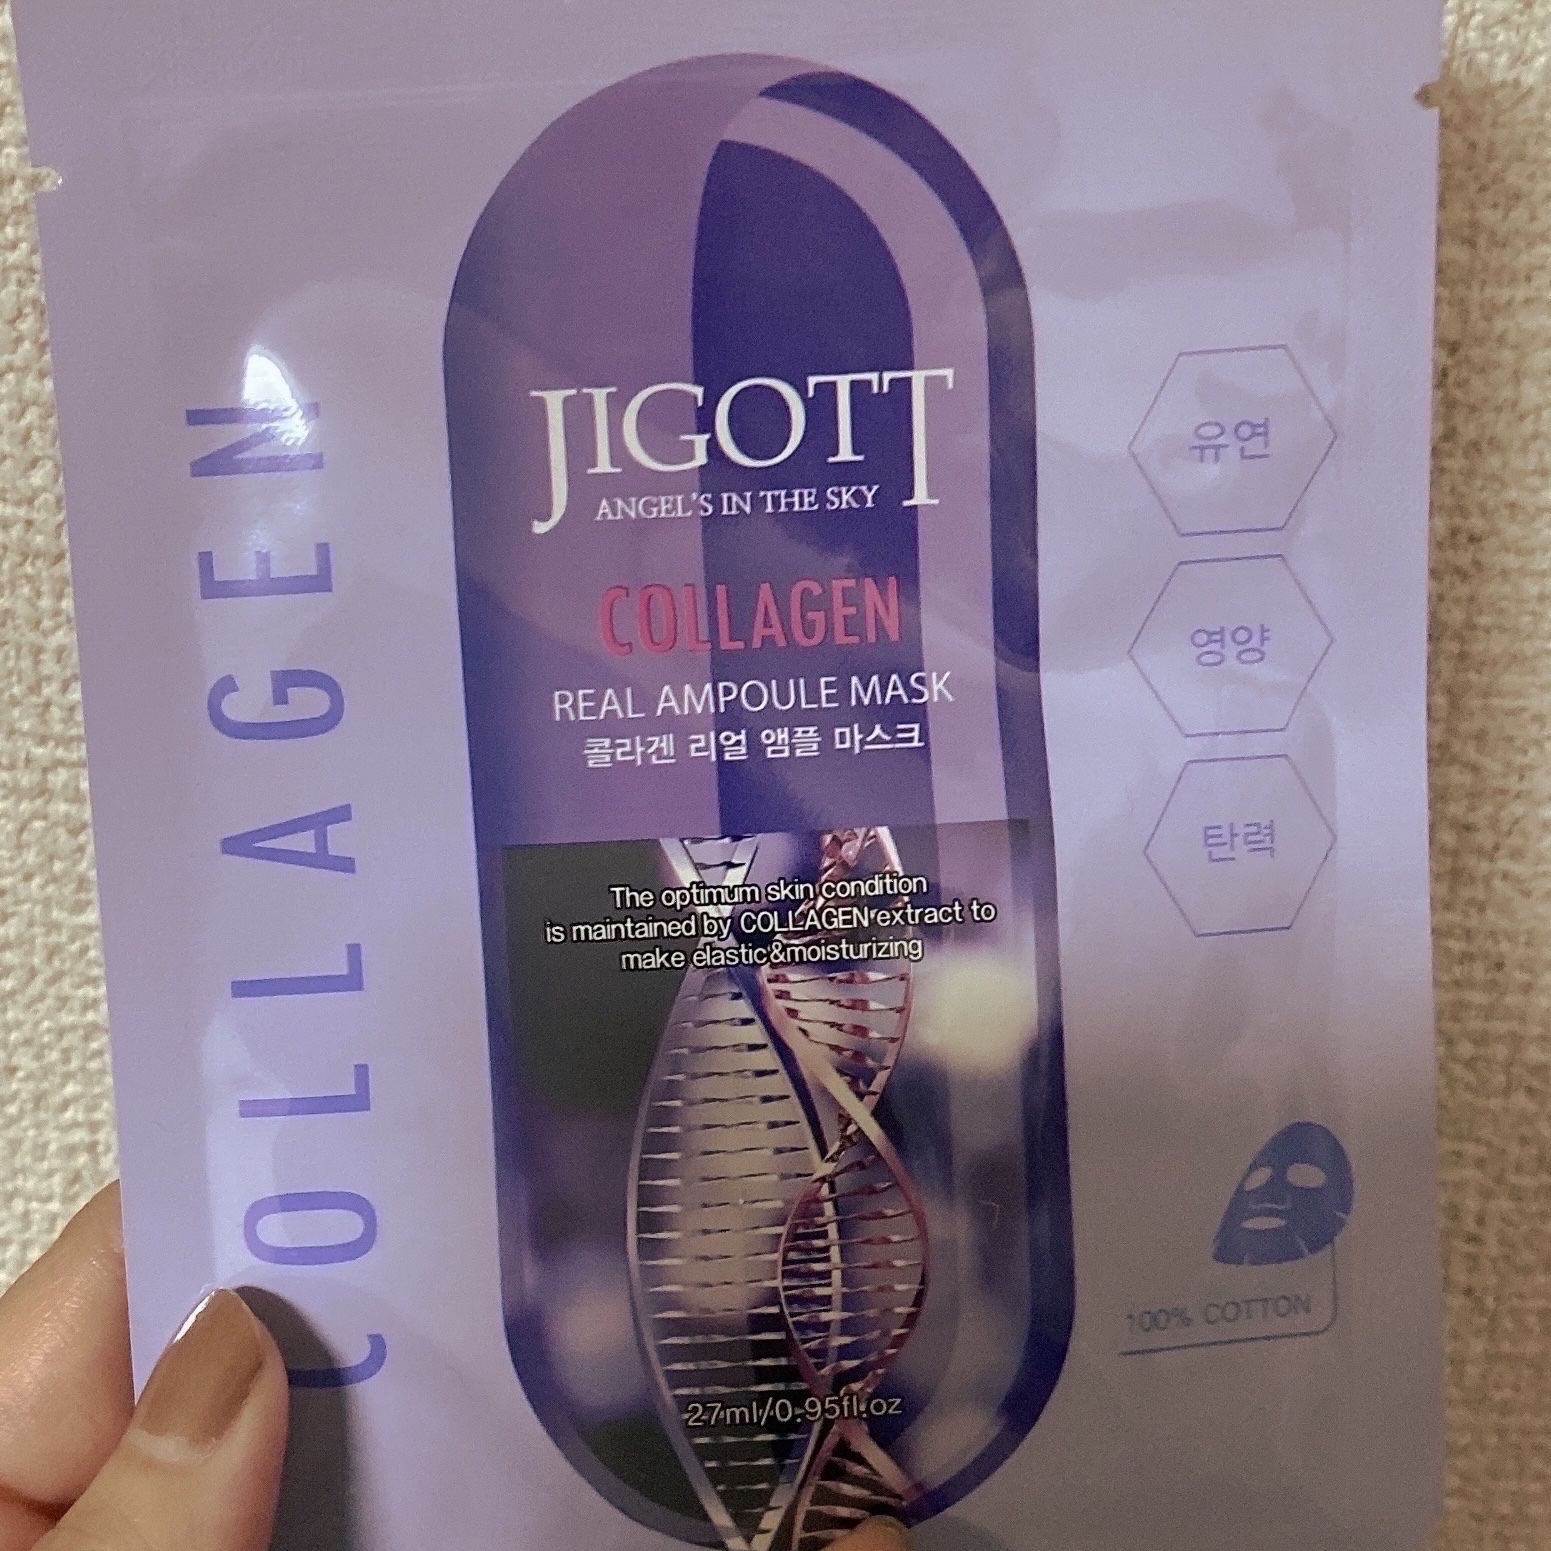 COLLAGEN
JIGOTT
ANGEL'S IN THE SKY
COLLAGEN
REAL AMPOULE MASK
콜라겐 리얼 앰플 마스크
The optimum skin condition
is maintained by COLLAGEN extract to
make elastic&moisturizing
27ml/0.95fl.oz
유연
영양
탄력
100% COTTON